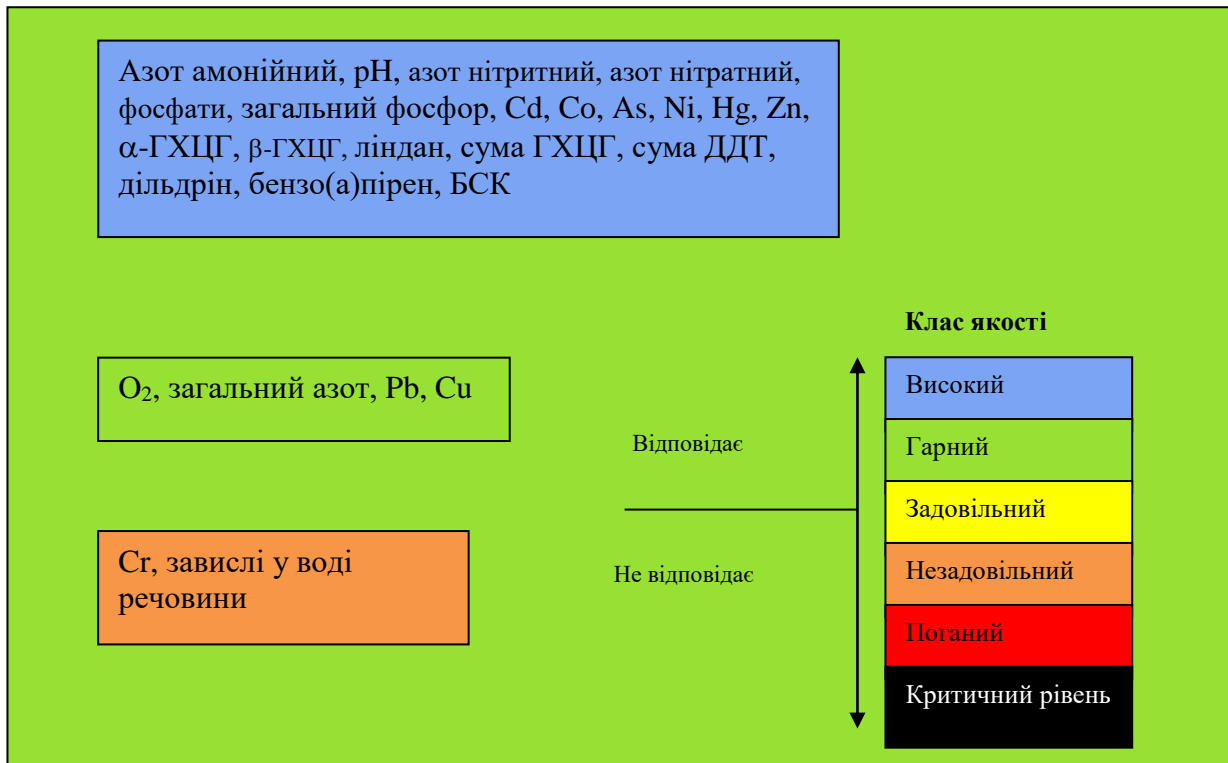 Азот амонійний, pH, азот нітритний, азот нітратний,
фосфати, загальний фосфор, Cd, Co, As, Ni, Hg, Zn,
α-ГХЦГ, β-ГХЦГ, ліндан, сума ГХЦГ, сума ДДТ,
дільдрін, бензо(а)пірен, БСК
O₂, загальний азот, Pb, Cu
Cr, завислі у воді
речовини
Відповідає
Не відповідає
Клас якості
Високий
Гарний
Задовільний
Незадовільний
Поганий
Критичний рівень